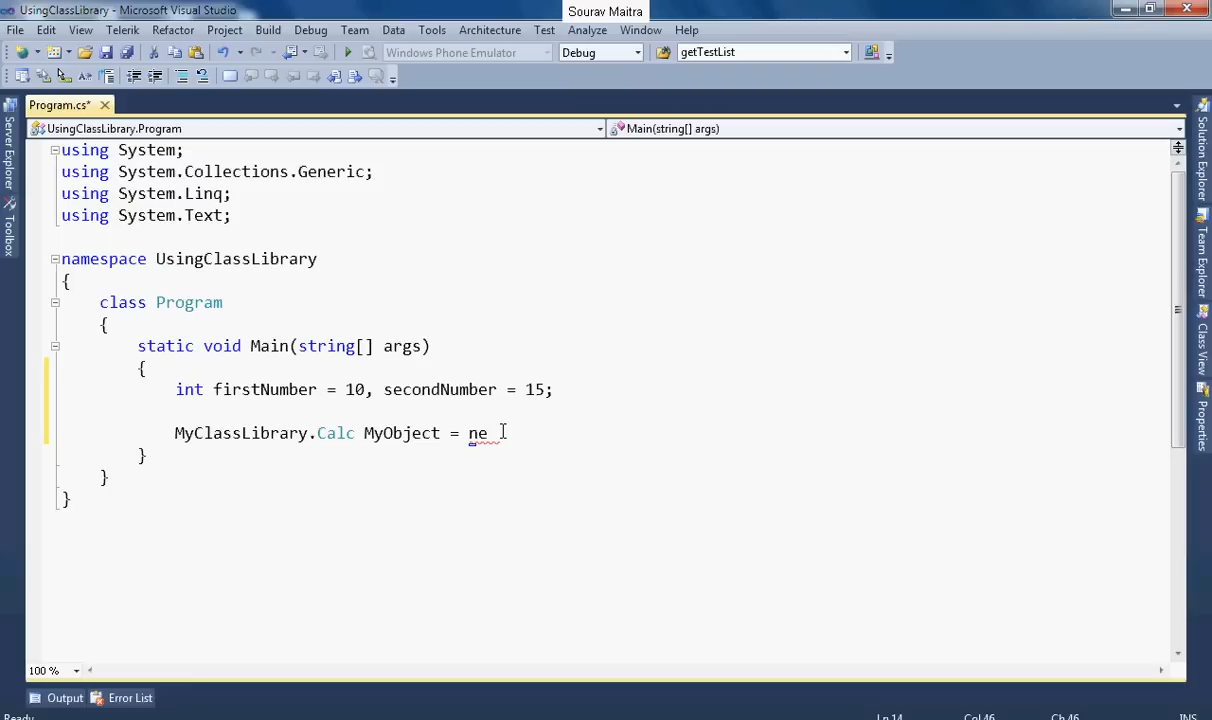 UsingClassLibrary - Microsoft Visual Studio
Sourav Maitra
File Edit View Telerik Refactor Project Build Debug Team Data Tools Architecture Test Analyze Window Help
Windows Phone Emulator Debug getTestList
Program.cs*
UsingClassLibrary.Program Main(string[] args)
using System;
using System.Collections.Generic;
using System.Linq;
using System.Text;
namespace UsingClassLibrary
{
class Program
{
static void Main(string[] args)
{
int firstNumber = 10, secondNumber = 15;
MyClassLibrary.Calc MyObject = ne
}
}
}
Server Explorer
Toolbox
Solution Explorer
Team Explorer
Class View
Properties
100 %
Output Error List
Ready Ln 14 Col 46 Ch 46 INS